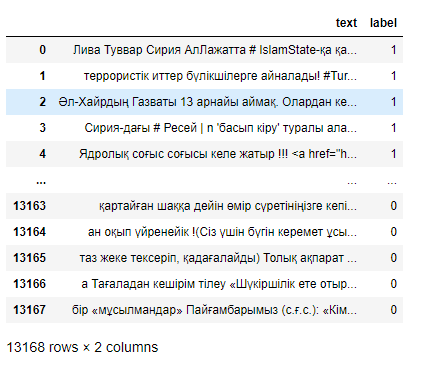 text label
0 Лива Туввар Сирия АлЛажатта # IslamState-қа қа... 1
1 террористік иттер бүлікшілерге айналады! #Tur... 1
2 Әл-Хайрдың Газваты 13 арнайы аймақ. Олардан ке... 1
3 Сирия-дағы # Ресей | n 'басып кіру' туралы ала... 1
4 Ядролық соғыс соғысы келе жатыр !!! <a href="h... 1
... ... ...
13163 қартайған шаққа дейін өмір сүретініңізге кепі... 0
13164 ан оқып үйренейік !(Сіз үшін бүгін керемет ұсы... 0
13165 таз жеке тексеріп, қадағалайды) Толық ақпарат ... 0
13166 а Тағаладан кешірім тілеу «Шүкіршілік ете отыр... 0
13167 бір «мұсылмандар» Пайғамбарымыз (с.ғ.с.): «Кім... 0
13168 rows × 2 columns